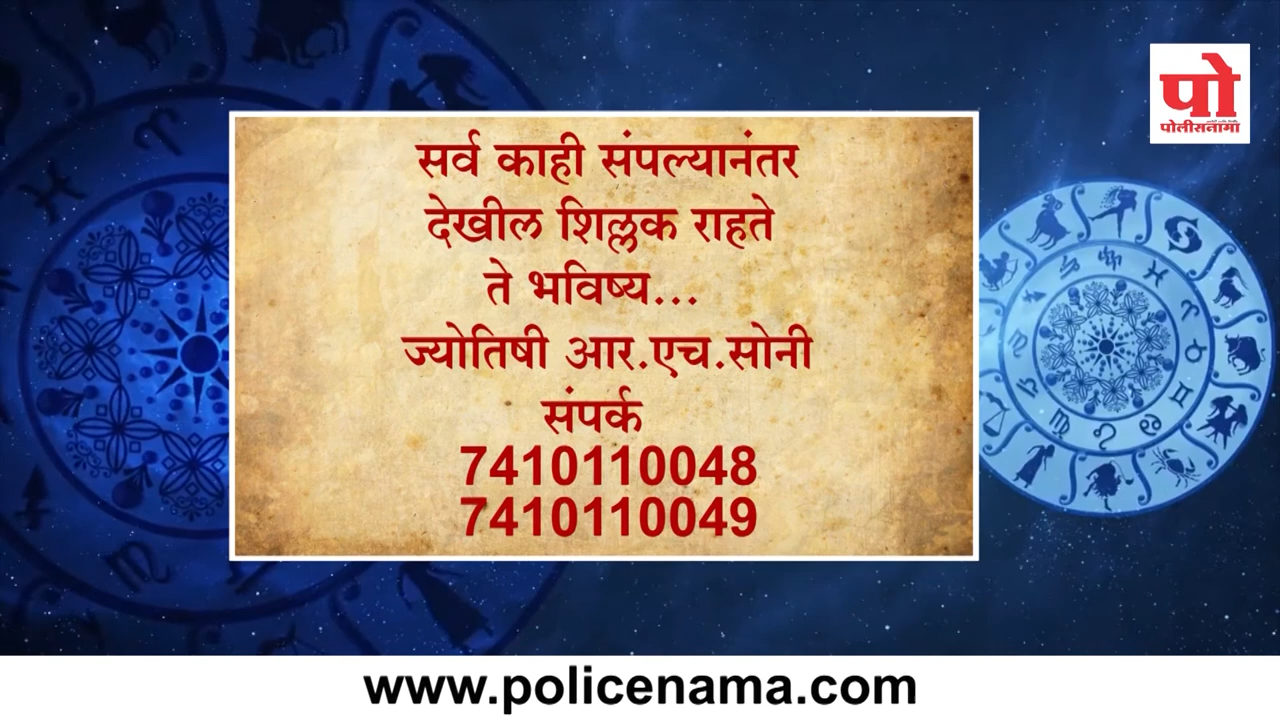 पो
पोलीसनामा
सर्व काही संपल्यानंतर
देखील शिल्लक राहते
ते भविष्य...
ज्योतिषी आर.एच.सोनी
संपर्क
7410110048
7410110049
www.policenama.com